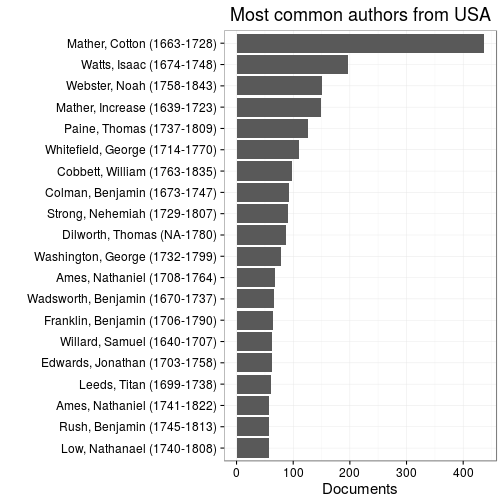 Most common authors from USA
Mather, Cotton (1663-1728)
Watts, Isaac (1674-1748)
Webster, Noah (1758-1843)
Mather, Increase (1639-1723)
Paine, Thomas (1737-1809)
Whitefield, George (1714-1770)
Cobbett, William (1763-1835)
Colman, Benjamin (1673-1747)
Strong, Nehemiah (1729-1807)
Dilworth, Thomas (NA-1780)
Washington, George (1732-1799)
Ames, Nathaniel (1708-1764)
Wadsworth, Benjamin (1670-1737)
Franklin, Benjamin (1706-1790)
Willard, Samuel (1640-1707)
Edwards, Jonathan (1703-1758)
Leeds, Titan (1699-1738)
Ames, Nathaniel (1741-1822)
Rush, Benjamin (1745-1813)
Low, Nathanael (1740-1808)
0 100 200 300 400
Documents